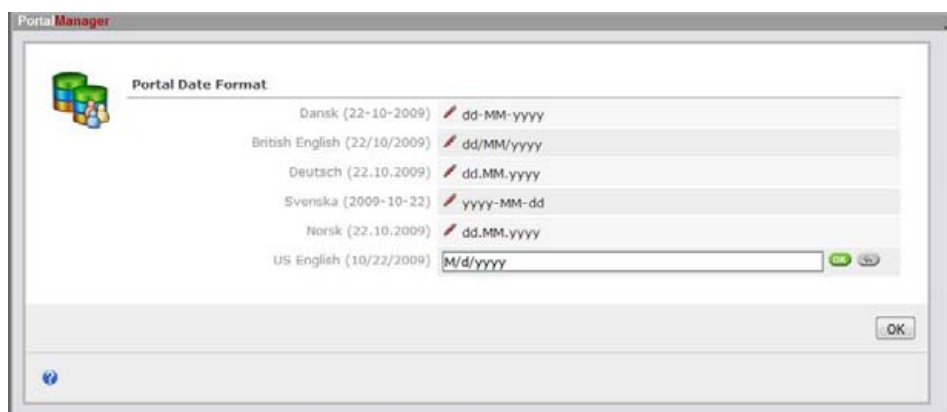 PortalManager
Portal Date Format
Dansk (22-10-2009) dd-MM-yyyy
British English (22/10/2009) dd/MM/yyyy
Deutsch (22.10.2009) dd.MM.yyyy
Svenska (2009-10-22) yyyy-MM-dd
Norsk (22.10.2009) dd.MM.yyyy
US English (10/22/2009) M/d/yyyy OK
OK
?